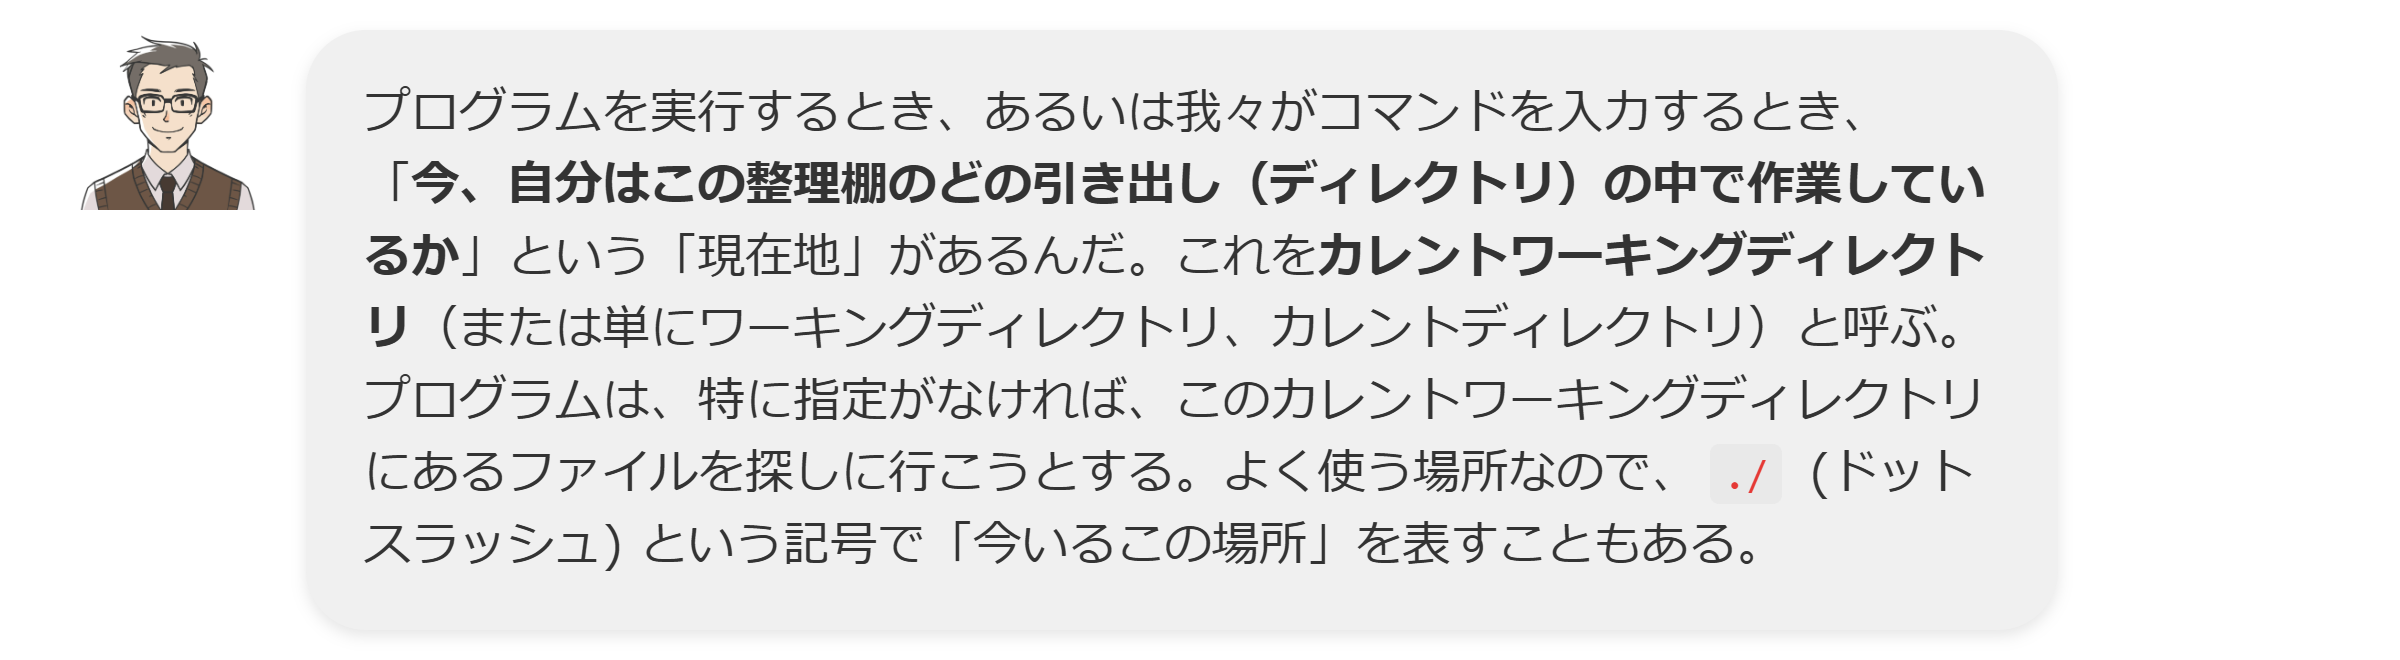 プログラムを実行するとき、あるいは我々がコマンドを入力するとき、
「今、自分はこの整理棚のどの引き出し（ディレクトリ）の中で作業してい
るか」という「現在地」があるんだ。これをカレントワーキングディレクト
リ（または単にワーキングディレクトリ、カレントディレクトリ）と呼ぶ。
プログラムは、特に指定がなければ、このカレントワーキングディレクトリ
にあるファイルを探しに行こうとする。よく使う場所なので、 ./ (ドット
スラッシュ) という記号で「今いるこの場所」を表すこともある。